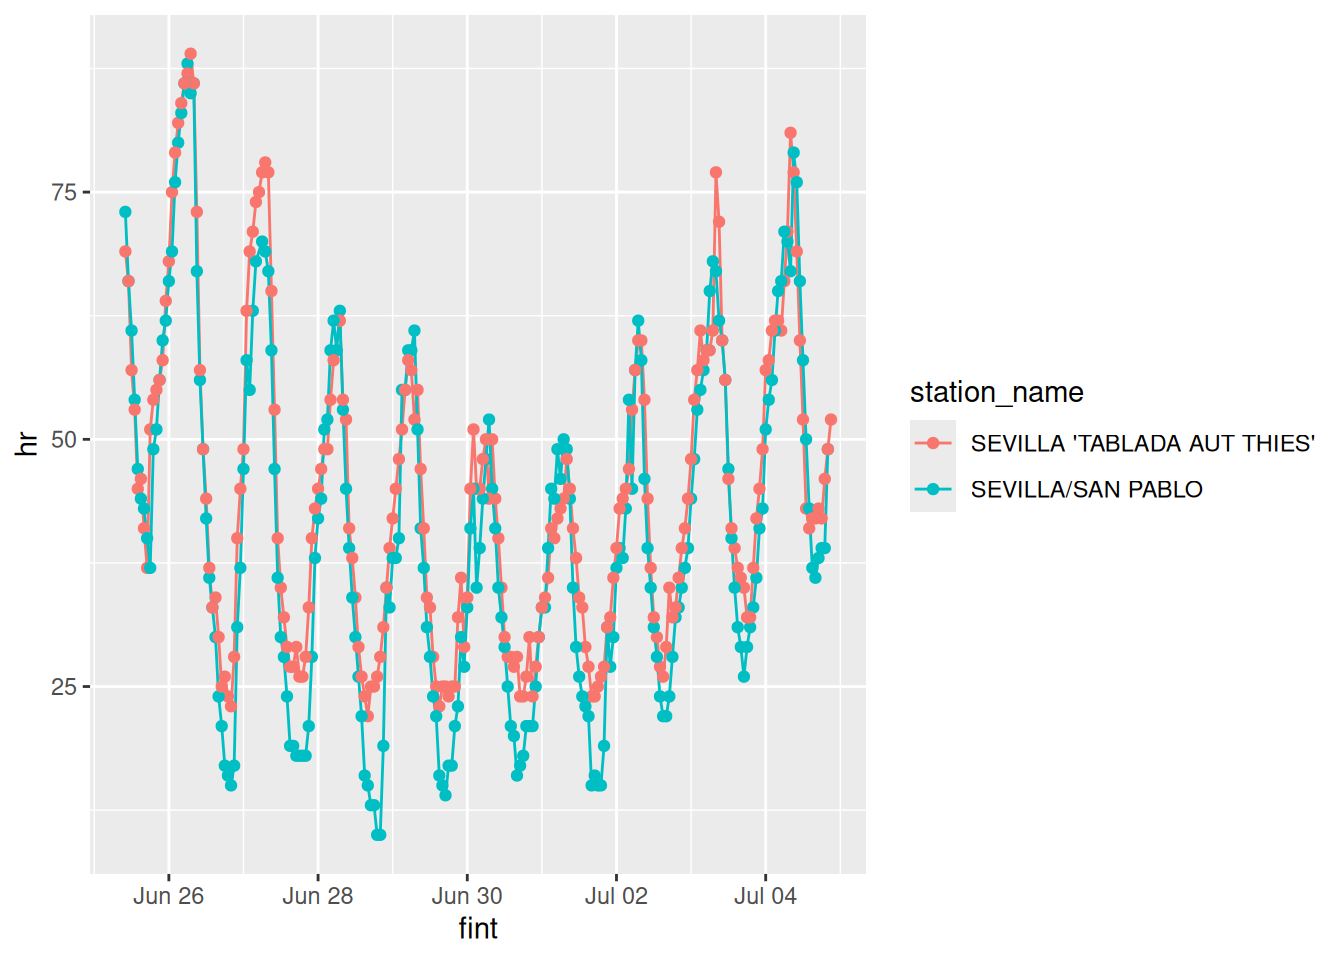 hr
75
50
25
Jun 26
Jun 28
Jun 30
Jul 02
Jul 04
fint
station_name
SEVILLA 'TABLADA AUT THIES'
SEVILLA/SAN PABLO